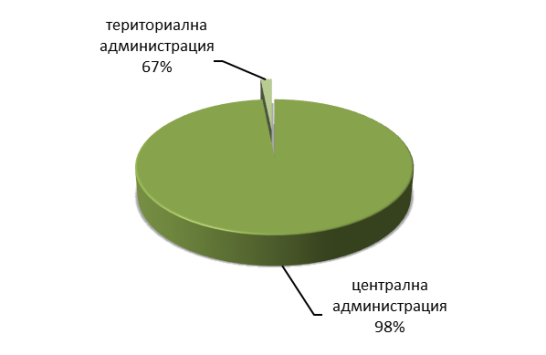 териториална
администрация
67%
централна
администрация
98%